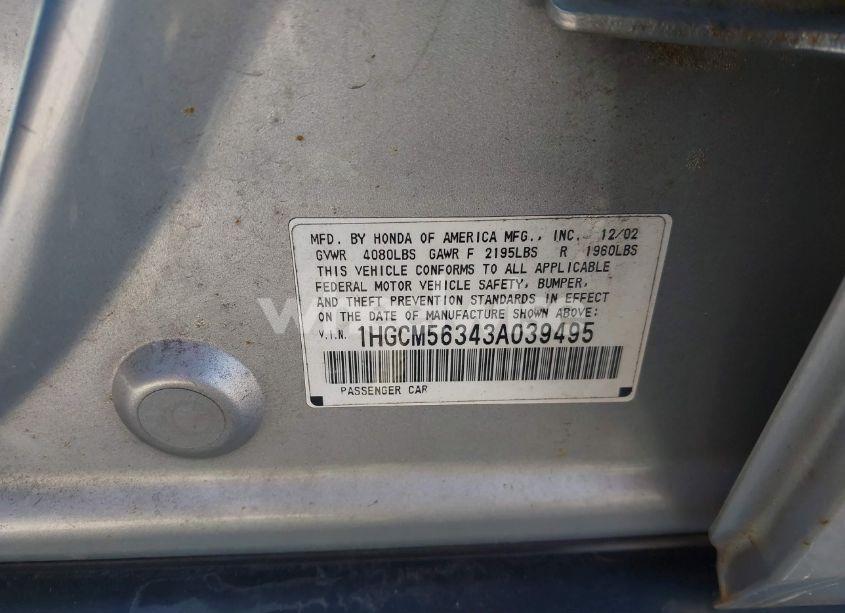 MFD. BY HONDA OF AMERICA MFG., INC. 12/02
GVWR 4080LBS GAWR F 2195LBS R 1960LBS
THIS VEHICLE CONFORMS TO ALL APPLICABLE
FEDERAL MOTOR VEHICLE SAFETY, BUMPER,
AND THEFT PREVENTION STANDARDS IN EFFECT
ON THE DATE OF MANUFACTURE SHOWN ABOVE:
V.I.N. 1HGCM56343A039495
PASSENGER CAR